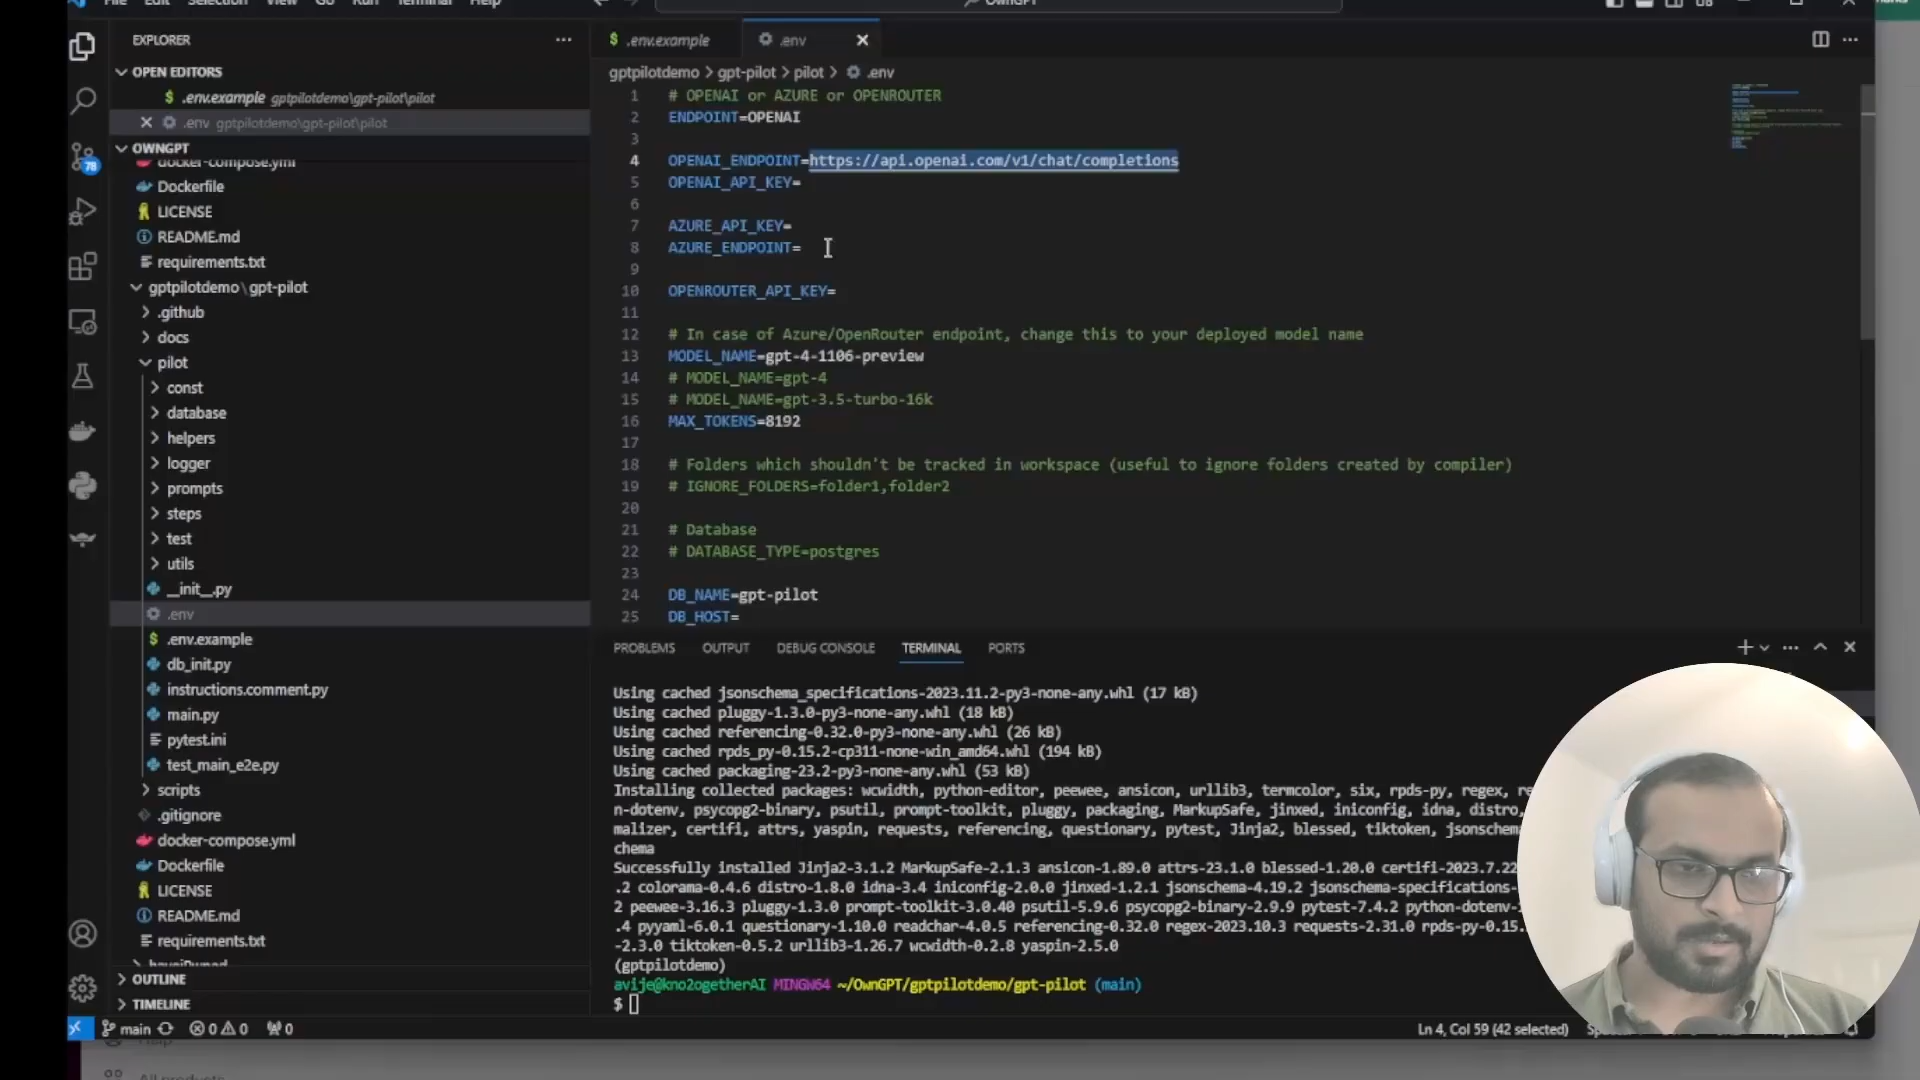 File Edit Selection View Go Run Terminal Help
OwnGPT
EXPLORER
OPEN EDITORS
.env.example gptpilotdemo\gpt-pilot\pilot
.env gptpilotdemo\gpt-pilot\pilot
OWNGPT
docker-compose.yml
Dockerfile
LICENSE
README.md
requirements.txt
gptpilotdemo\gpt-pilot
.github
docs
pilot
const
database
helpers
logger
prompts
steps
test
utils
__init__.py
.env
.env.example
db_init.py
instructions.comment.py
main.py
pytest.ini
test_main_e2e.py
scripts
.gitignore
docker-compose.yml
Dockerfile
LICENSE
README.md
requirements.txt
OUTLINE
TIMELINE
78
.env.example
.env
gptpilotdemo > gpt-pilot > pilot > .env
1 # OPENAI or AZURE or OPENROUTER
2 ENDPOINT=OPENAI
3
4 OPENAI_ENDPOINT=https://api.openai.com/v1/chat/completions
5 OPENAI_API_KEY=
6
7 AZURE_API_KEY=
8 AZURE_ENDPOINT=
9
10 OPENROUTER_API_KEY=
11
12 # In case of Azure/OpenRouter endpoint, change this to your deployed model name
13 MODEL_NAME=gpt-4-1106-preview
14 # MODEL_NAME=gpt-4
15 # MODEL_NAME=gpt-3.5-turbo-16k
16 MAX_TOKENS=8192
17
18 # Folders which shouldn't be tracked in workspace (useful to ignore folders created by compiler)
19 # IGNORE_FOLDERS=folder1,folder2
20
21 # Database
22 # DATABASE_TYPE=postgres
23
24 DB_NAME=gpt-pilot
25 DB_HOST=
PROBLEMS OUTPUT DEBUG CONSOLE TERMINAL PORTS
Using cached jsonschema_specifications-2023.11.2-py3-none-any.whl (17 kB)
Using cached pluggy-1.3.0-py3-none-any.whl (18 kB)
Using cached referencing-0.32.0-py3-none-any.whl (26 kB)
Using cached rpds_py-0.15.2-cp311-none-win_amd64.whl (194 kB)
Using cached packaging-23.2-py3-none-any.whl (53 kB)
Installing collected packages: wcwidth, python-editor, peewee, ansicon, urllib3, termcolor, six, rpds-py, regex, re
n-dotenv, psycopg2-binary, psutil, prompt-toolkit, pluggy, packaging, MarkupSafe, jinxed, iniconfig, idna, distro,
malizer, certifi, attrs, yaspin, requests, referencing, questionary, pytest, Jinja2, blessed, tiktoken, jsonschem
chema
Successfully installed Jinja2-3.1.2 MarkupSafe-2.1.3 ansicon-1.89.0 attrs-23.1.0 blessed-1.20.0 certifi-2023.7.22
.2 colorama-0.4.6 distro-1.8.0 idna-3.4 iniconfig-2.0.0 jinxed-1.2.1 jsonschema-4.19.2 jsonschema-specifications-
2 peewee-3.16.3 pluggy-1.3.0 prompt-toolkit-3.0.40 psutil-5.9.6 psycopg2-binary-2.9.9 pytest-7.4.2 python-dotenv-
.4 pyyaml-6.0.1 questionary-1.10.0 readchar-4.0.5 referencing-0.32.0 regex-2023.10.3 requests-2.31.0 rpds-py-0.15.
-2.3.0 tiktoken-0.5.2 urllib3-1.26.7 wcwidth-0.2.8 yaspin-2.5.0
(gptpilotdemo)
avije@kno2ogetherAI MINGW64 ~/OwnGPT/gptpilotdemo/gpt-pilot (main)
$
main 0 0 0 Ln 4, Col 59 (42 selected)